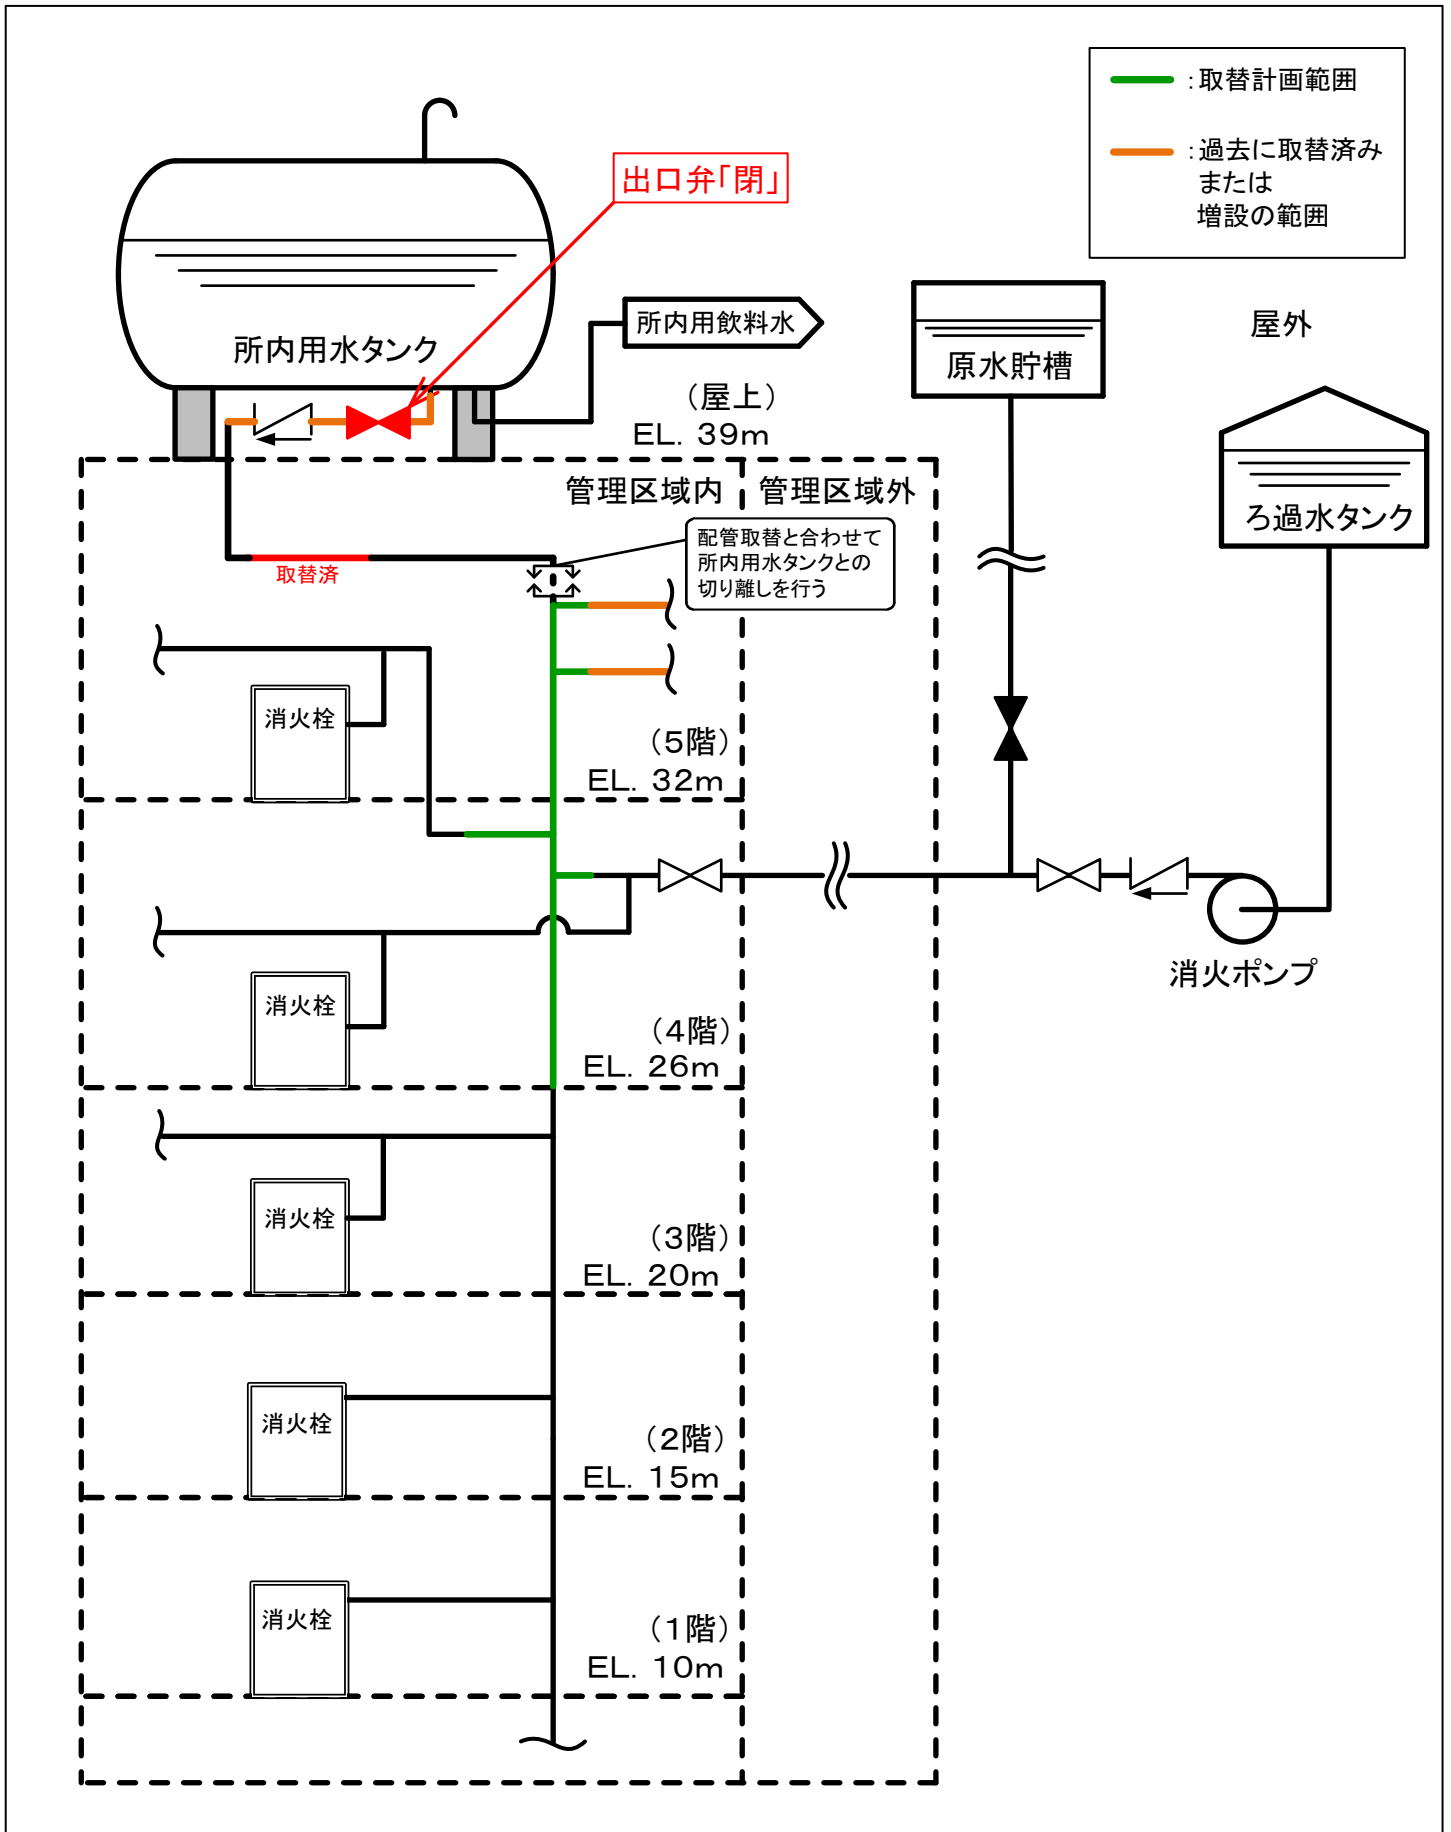 ：取替計画範囲
：過去に取替済み
または
増設の範囲
出口弁「閉」
所内用水タンク
所内用飲料水
原水貯槽
屋外
（屋上）
EL. 39m
ろ過水タンク
管理区域内
管理区域外
配管取替と合わせて
所内用水タンクとの
切り離しを行う
取替済
消火栓
（5階）
EL. 32m
消火ポンプ
消火栓
（4階）
EL. 26m
消火栓
（3階）
EL. 20m
消火栓
（2階）
EL. 15m
消火栓
（1階）
EL. 10m